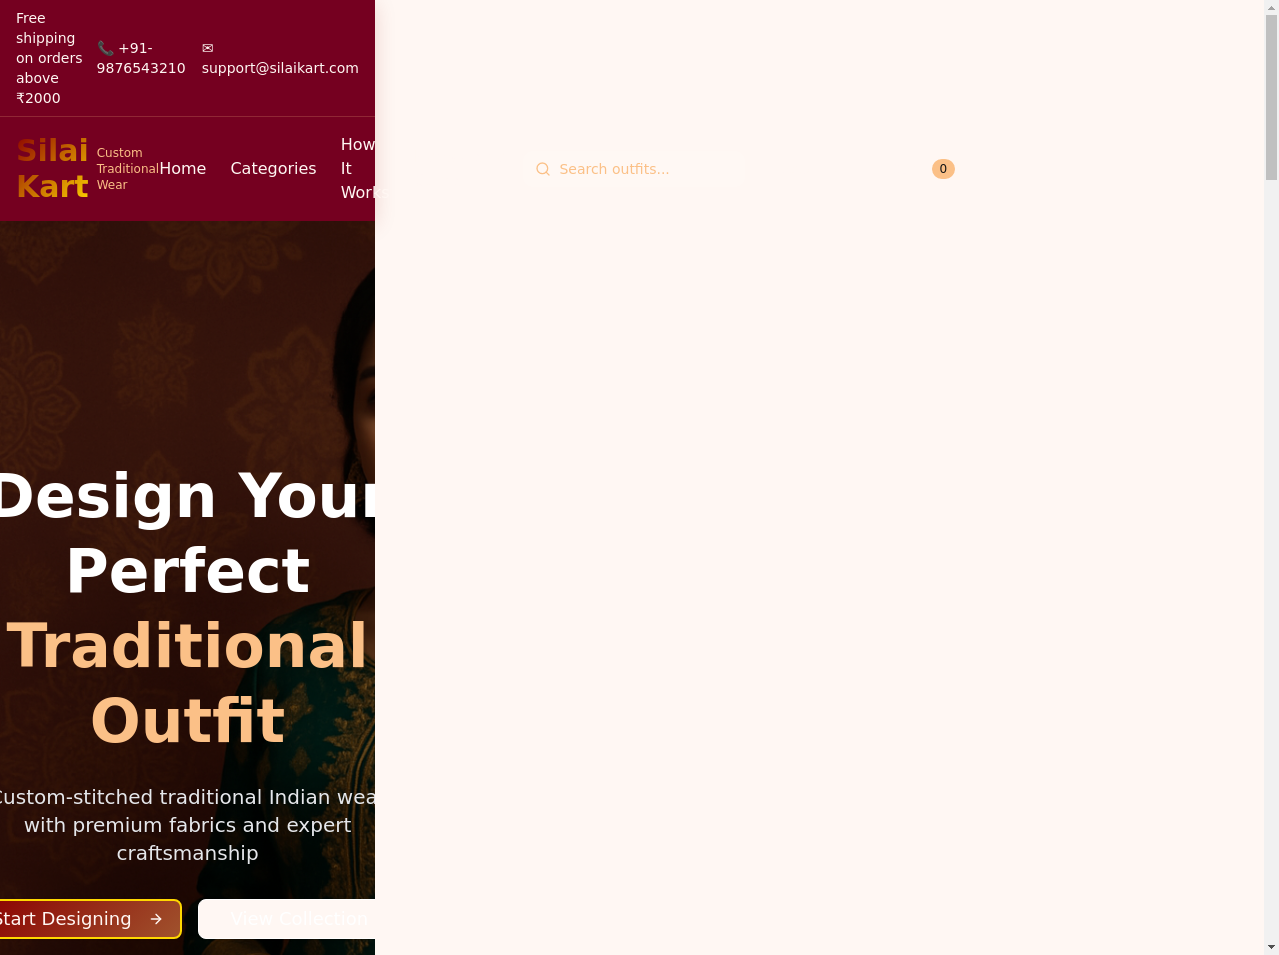 Free
shipping
on orders
above
₹2000
📞 +91-
9876543210
✉
support@silaikart.com
Silai
Kart
Custom
Traditional
Wear
Home
Categories
How
It
Work
Search outfits...
0
Design Your
Perfect
Traditional
Outfit
Custom-stitched traditional Indian wea
with premium fabrics and expert
craftsmanship
Start Designing
View Collection